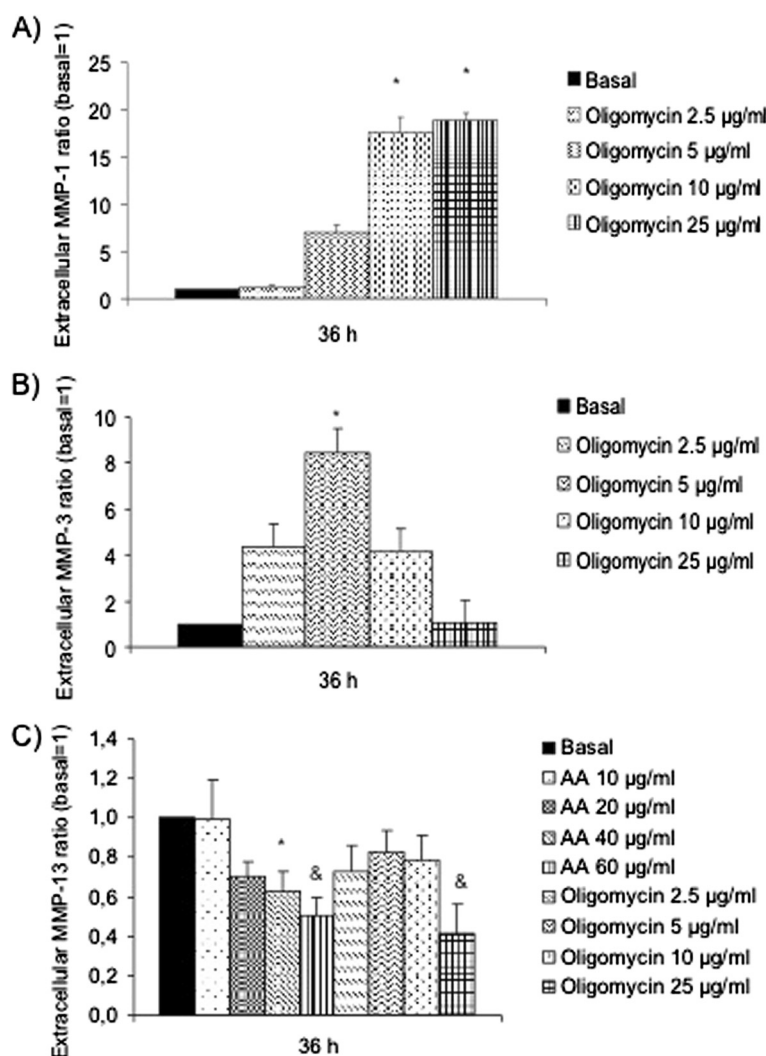 A)
Extracellular MMP-1 ratio (basal=1)
25
20
15
10
5
0
*
*
36 h
Basal
Oligomycin 2.5 µg/ml
Oligomycin 5 µg/ml
Oligomycin 10 µg/ml
Oligomycin 25 µg/ml
B)
Extracellular MMP-3 ratio (basal=1)
10
8
6
4
2
0
*
36 h
Basal
Oligomycin 2.5 µg/ml
Oligomycin 5 µg/ml
Oligomycin 10 µg/ml
Oligomycin 25 µg/ml
C)
Extracellular MMP-13 ratio (basal=1)
1,4
1,2
1,0
0,8
0,6
0,4
0,2
0,0
*
&
&
36 h
Basal
AA 10 µg/ml
AA 20 µg/ml
AA 40 µg/ml
AA 60 µg/ml
Oligomycin 2.5 µg/ml
Oligomycin 5 µg/ml
Oligomycin 10 µg/ml
Oligomycin 25 µg/ml